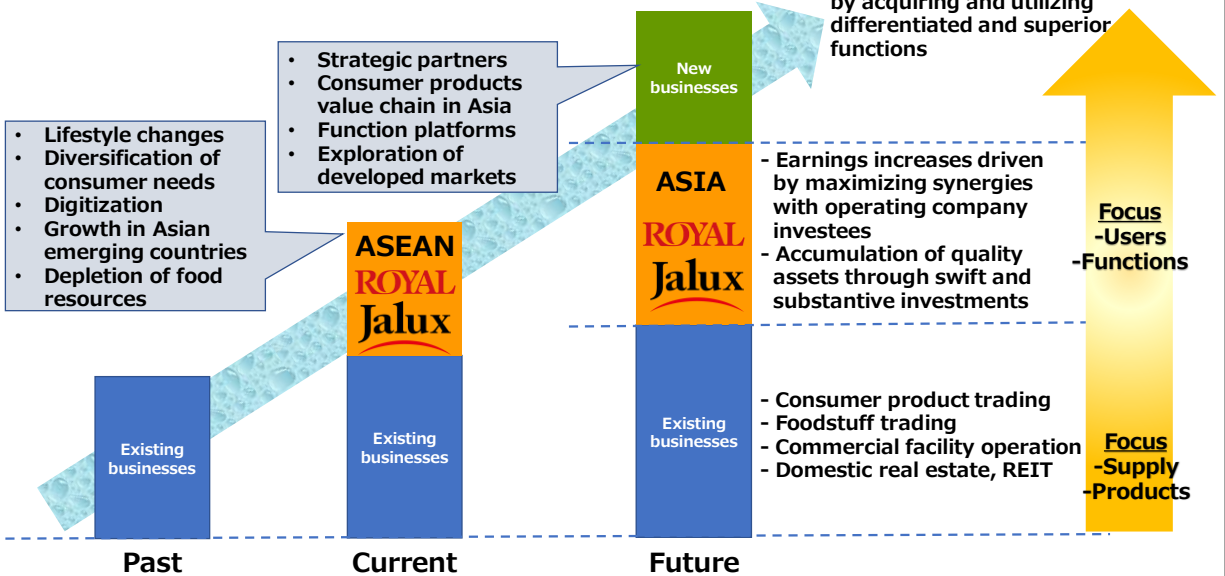 by acquiring and utilizing
differentiated and superior
functions
• Strategic partners
• Consumer products
value chain in Asia
• Function platforms
• Exploration of
developed markets
New
businesses
• Lifestyle changes
• Diversification of
consumer needs
• Digitization
• Growth in Asian
emerging countries
• Depletion of food
resources
ASEAN
ROYAL
Jalux
ASIA
ROYAL
Jalux
- Earnings increases driven
by maximizing synergies
with operating company
investees
- Accumulation of quality
assets through swift and
substantive investments
Focus
-Users
-Functions
Existing
businesses
Existing
businesses
Existing
businesses
- Consumer product trading
- Foodstuff trading
- Commercial facility operation
- Domestic real estate, REIT
Focus
-Supply
-Products
Past
Current
Future